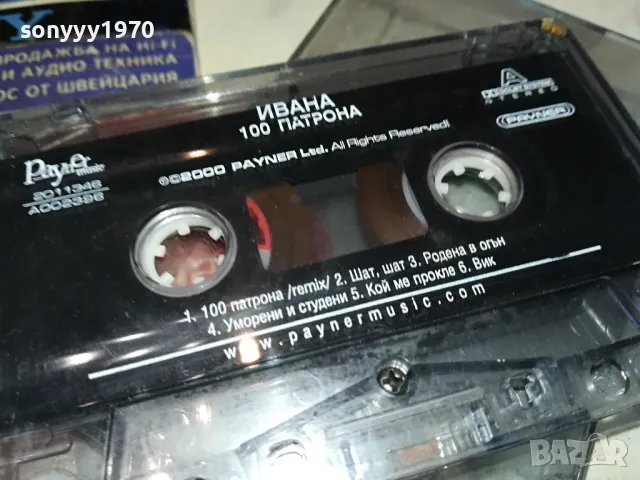 sonyyy1970
ПРОДАЖБА НА HI-FI
И АУДИО ТЕХНИКА
ОС ОТ ШВЕЙЦАРИЯ
ИВАНА
100 ПАТРОНА
A
СТЕРЕО
PAYNER
Payner music
2011346
A002396
℗©2000 PAYNER Ltd. All Rights Reserved!
1. 100 патрона /remix/ 2. Шат, шат 3. Родена в огън
4. Уморени и студени 5. Кой ме прокле 6. Вик
www.paynermusic.com
BAZAR